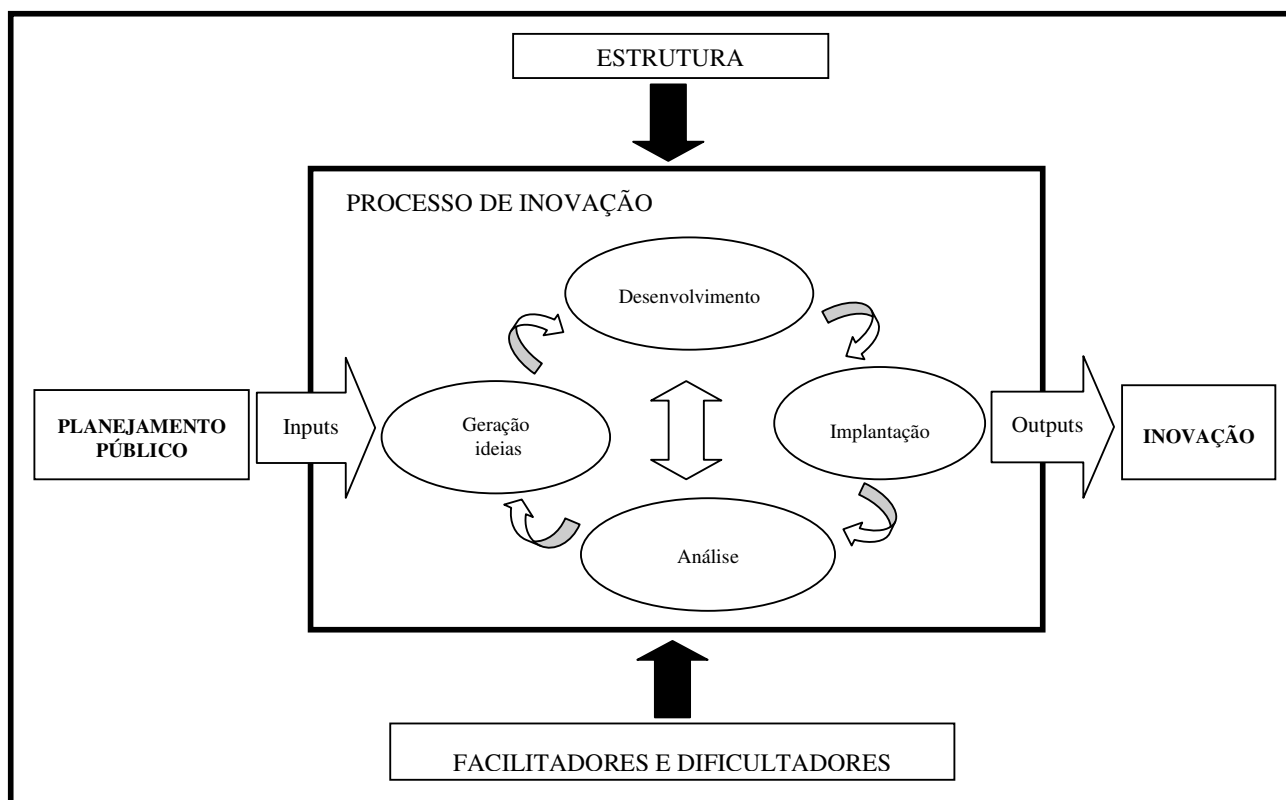 ESTRUTURA
PROCESSO DE INOVAÇÃO
Desenvolvimento
PLANEJAMENTO
PÚBLICO
Inputs
Geração
ideias
Implantação
Outputs
INOVAÇÃO
Análise
FACILITADORES E DIFICULTADORES